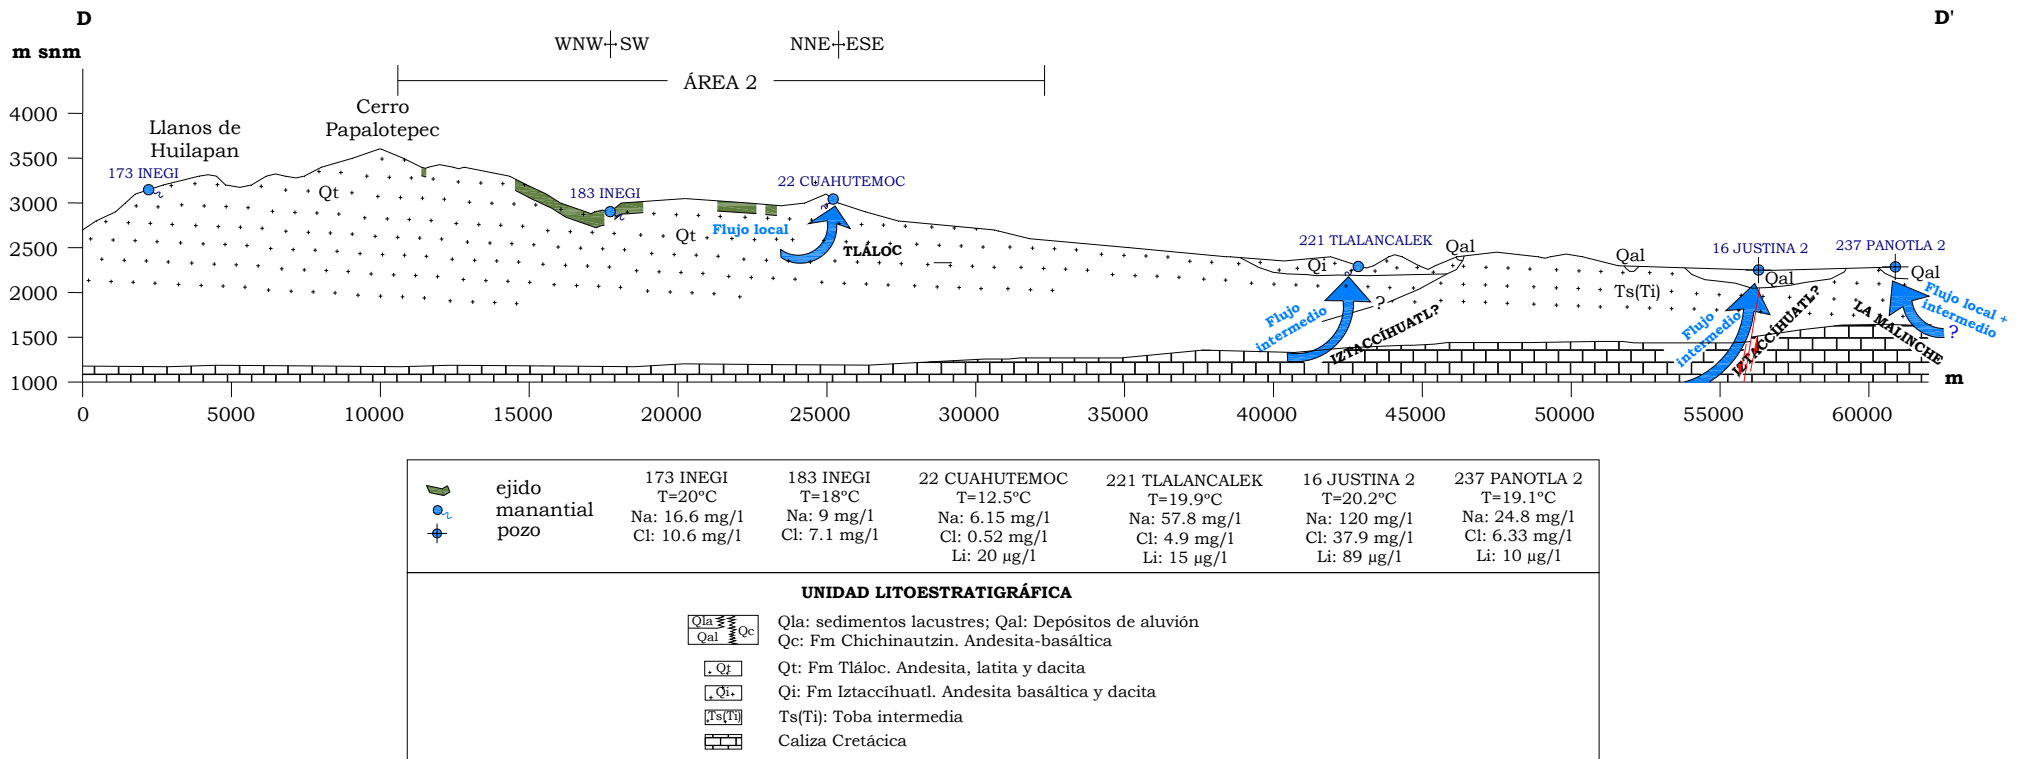 D
D'
m snm
WNW
SW
NNE
ESE
ÁREA 2
4000
3500
3000
2500
2000
1500
1000
Cerro
Papalotepec
Llanos de
Huilapan
173 INEGI
Qt
183 INEGI
22 CUAHUTEMOC
Qt
Flujo local
TLÁLOC
221 TLALANCALEK
Qal
Qi
Qal
16 JUSTINA 2
237 PANOTLA 2
Qal
Qal
Ts(Ti)
?
Flujo
intermedio
IZTACCÍHUATL?
Flujo
intermedio
IZTACCÍHUATL?
LA MALINCHE
Flujo local +
intermedio
?
m
0
5000
10000
15000
20000
25000
30000
35000
40000
45000
50000
55000
60000
ejido
manantial
pozo
173 INEGI
T=20ºC
Na: 16.6 mg/l
Cl: 10.6 mg/l
183 INEGI
T=18ºC
Na: 9 mg/l
Cl: 7.1 mg/l
22 CUAHUTEMOC
T=12.5ºC
Na: 6.15 mg/l
Cl: 0.52 mg/l
Li: 20 µg/l
221 TLALANCALEK
T=19.9ºC
Na: 57.8 mg/l
Cl: 4.9 mg/l
Li: 15 µg/l
16 JUSTINA 2
T=20.2ºC
Na: 120 mg/l
Cl: 37.9 mg/l
Li: 89 µg/l
237 PANOTLA 2
T=19.1ºC
Na: 24.8 mg/l
Cl: 6.33 mg/l
Li: 10 µg/l
UNIDAD LITOESTRATIGRÁFICA
Qla
Qal
Qc
Qla: sedimentos lacustres; Qal: Depósitos de aluvión
Qc: Fm Chichinautzin. Andesita-basáltica
Qt
Qt: Fm Tláloc. Andesita, latita y dacita
Qi
Qi: Fm Iztaccíhuatl. Andesita basáltica y dacita
Ts(Ti)
Ts(Ti): Toba intermedia
Caliza Cretácica